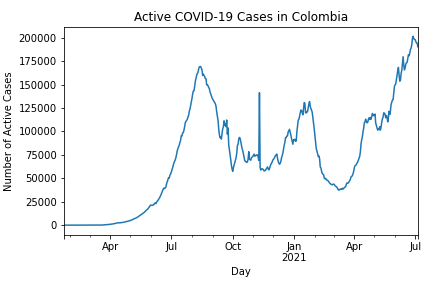 Active COVID-19 Cases in Colombia
Number of Active Cases
200000
175000
150000
125000
100000
75000
50000
25000
0
Apr Jul Oct Jan Apr Jul
2021
Day